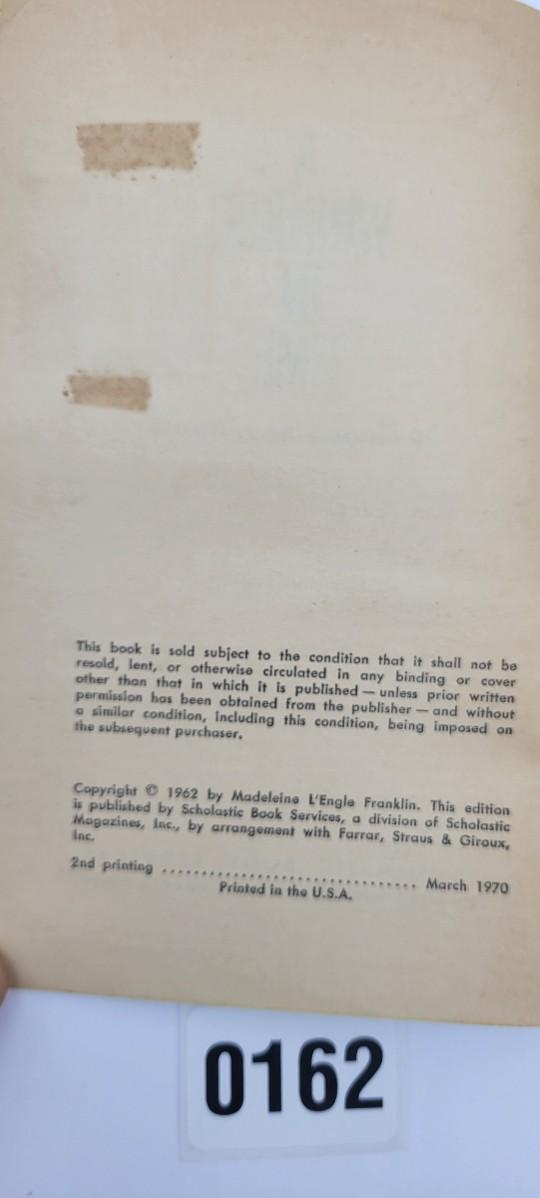 This book is sold subject to the condition that it shall not be
resold, lent, or otherwise circulated in any binding or cover
other than that in which it is published — unless prior written
permission has been obtained from the publisher — and without
a similar condition, including this condition, being imposed on
the subsequent purchaser.
Copyright © 1962 by Madeleine L'Engle Franklin. This edition
is published by Scholastic Book Services, a division of Scholastic
Magazines, Inc., by arrangement with Farrar, Straus & Giroux,
Inc.
2nd printing ................................ March 1970
Printed in the U.S.A.
0162